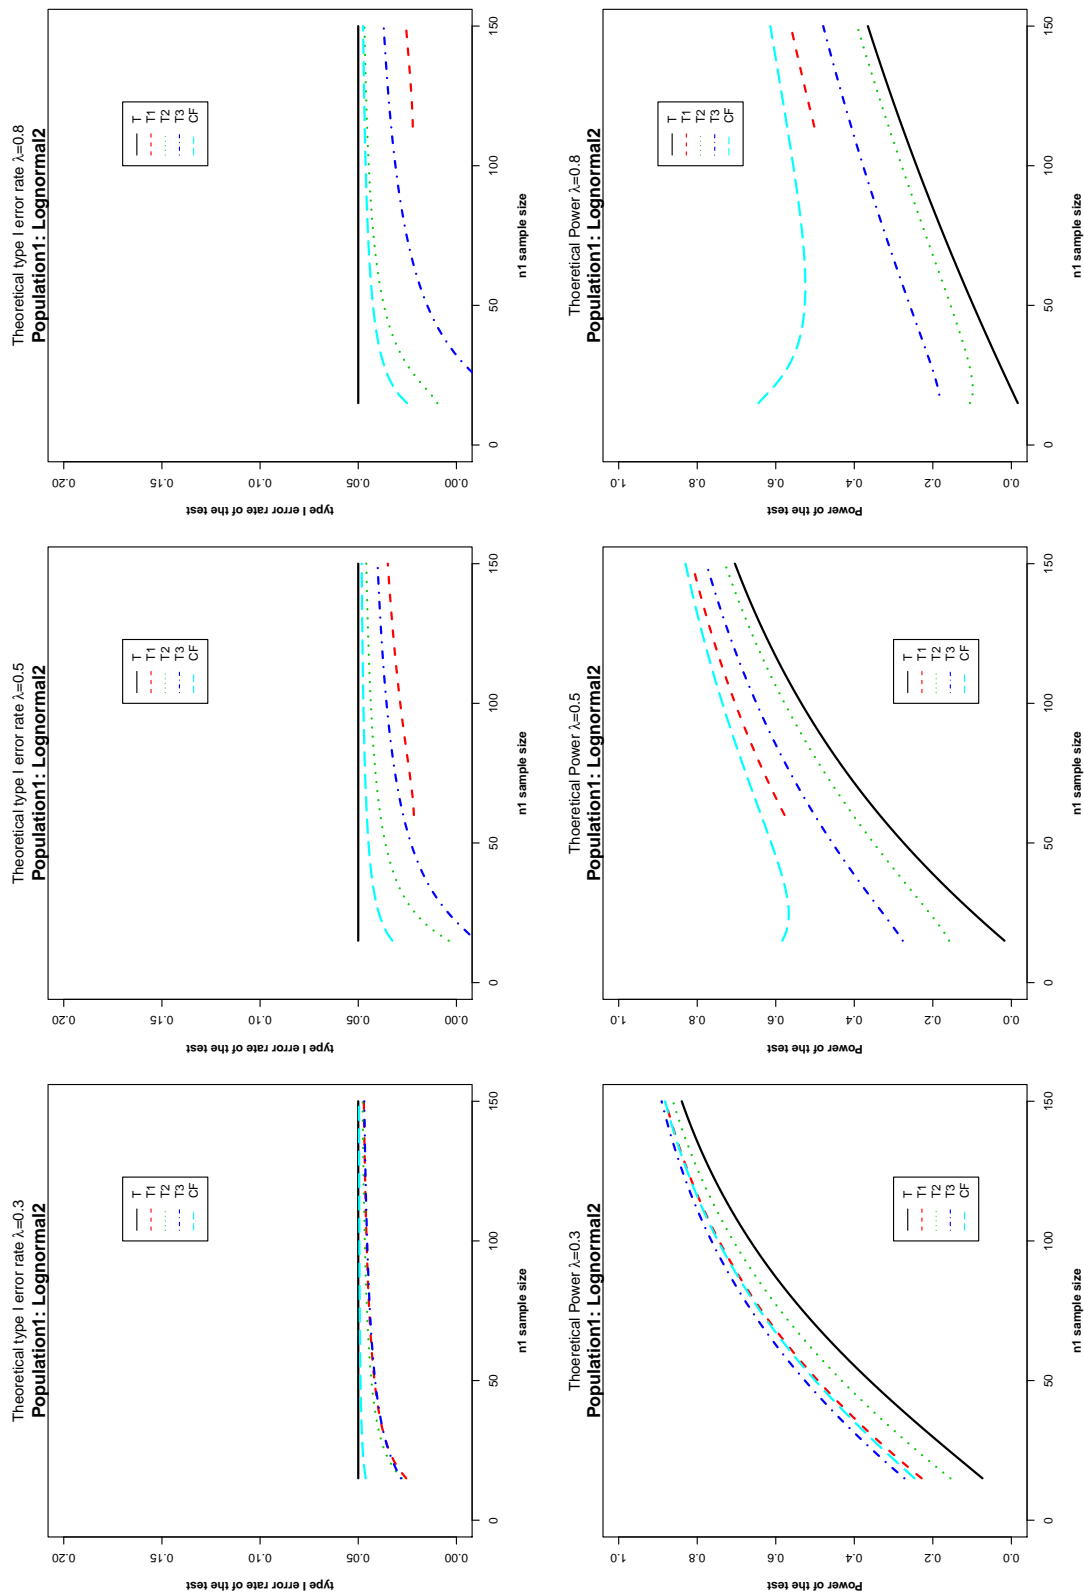 Theoretical type I error rate λ=0.3
Population1: Lognormal2
type I error rate of the test
0.20
0.15
0.10
0.05
0.00
T
T1
T2
T3
CF
0
50
100
150
n1 sample size
Theoretical type I error rate λ=0.5
Population1: Lognormal2
type I error rate of the test
0.20
0.15
0.10
0.05
0.00
T
T1
T2
T3
CF
0
50
100
150
n1 sample size
Theoretical type I error rate λ=0.8
Population1: Lognormal2
type I error rate of the test
0.20
0.15
0.10
0.05
0.00
T
T1
T2
T3
CF
0
50
100
150
n1 sample size
Thoeretical Power λ=0.3
Population1: Lognormal2
Power of the test
1.0
0.8
0.6
0.4
0.2
0.0
T
T1
T2
T3
CF
0
50
100
150
n1 sample size
Thoeretical Power λ=0.5
Population1: Lognormal2
Power of the test
1.0
0.8
0.6
0.4
0.2
0.0
T
T1
T2
T3
CF
0
50
100
150
n1 sample size
Thoeretical Power λ=0.8
Population1: Lognormal2
Power of the test
1.0
0.8
0.6
0.4
0.2
0.0
T
T1
T2
T3
CF
0
50
100
150
n1 sample size